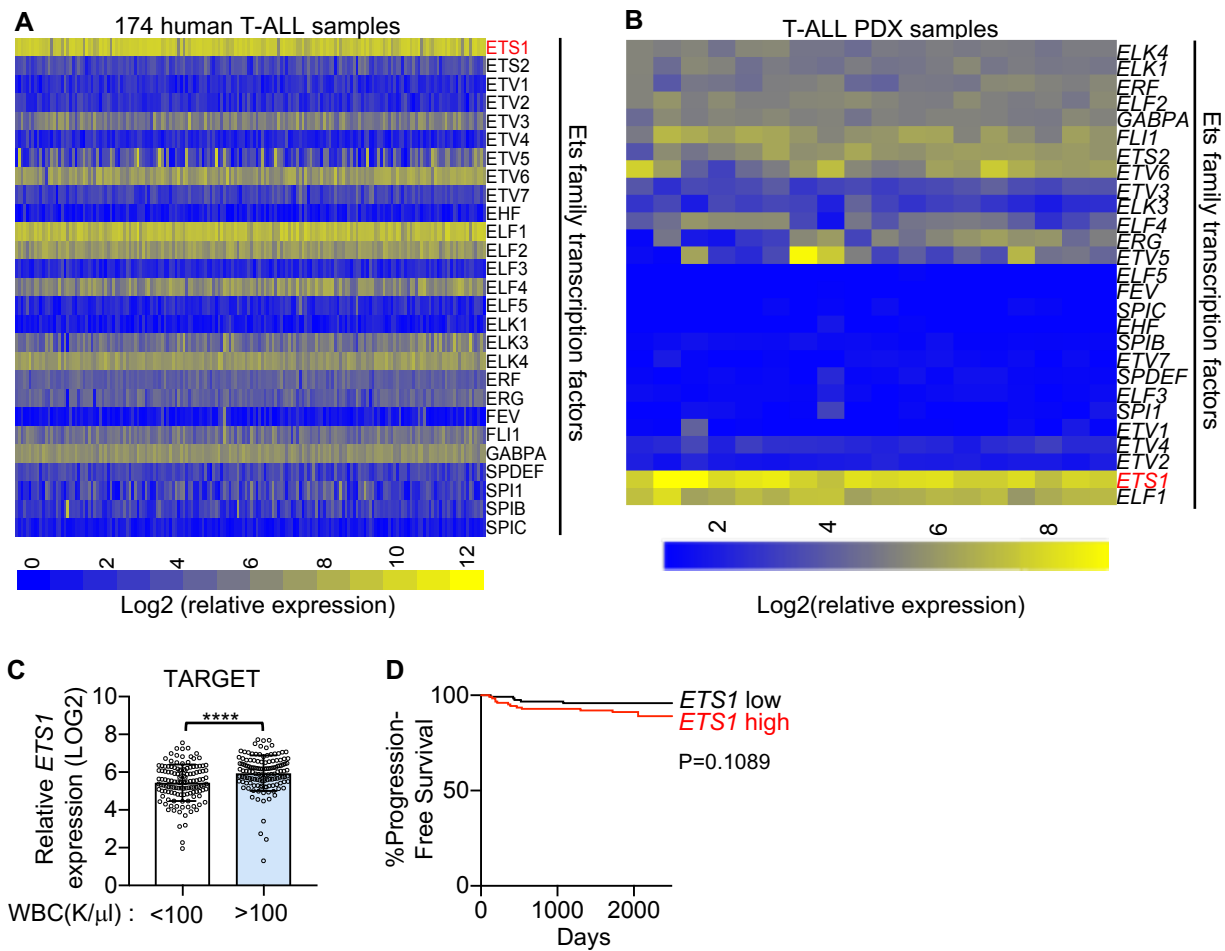 A
174 human T-ALL samples
ETS1
ETS2
ETV1
ETV2
ETV3
ETV4
ETV5
ETV6
ETV7
EHF
ELF1
ELF2
ELF3
ELF4
ELF5
ELK1
ELK3
ELK4
ERF
ERG
FEV
FLI1
GABPA
SPDEF
SPI1
SPIB
SPIC
Ets family transcription factors
0 2 4 6 8 10 12
Log2 (relative expression)
B
T-ALL PDX samples
ELK4
ELK1
ERF
ELF2
GABPA
FLI1
ETS2
ETV6
ETV3
ELK3
ELF4
ERG
ETV5
ELF5
FEV
SPIC
EHF
SPIB
ETV7
SPDEF
ELF3
SPI1
ETV1
ETV4
ETV2
ETS1
ELF1
Ets family transcription factors
2 4 6 8
Log2(relative expression)
C
TARGET
Relative ETS1
expression (LOG2)
10
8
6
4
2
0
****
WBC(K/μl) : <100 >100
D
%Progression-
Free Survival
100
50
0
ETS1 low
ETS1 high
P=0.1089
0 1000 2000
Days